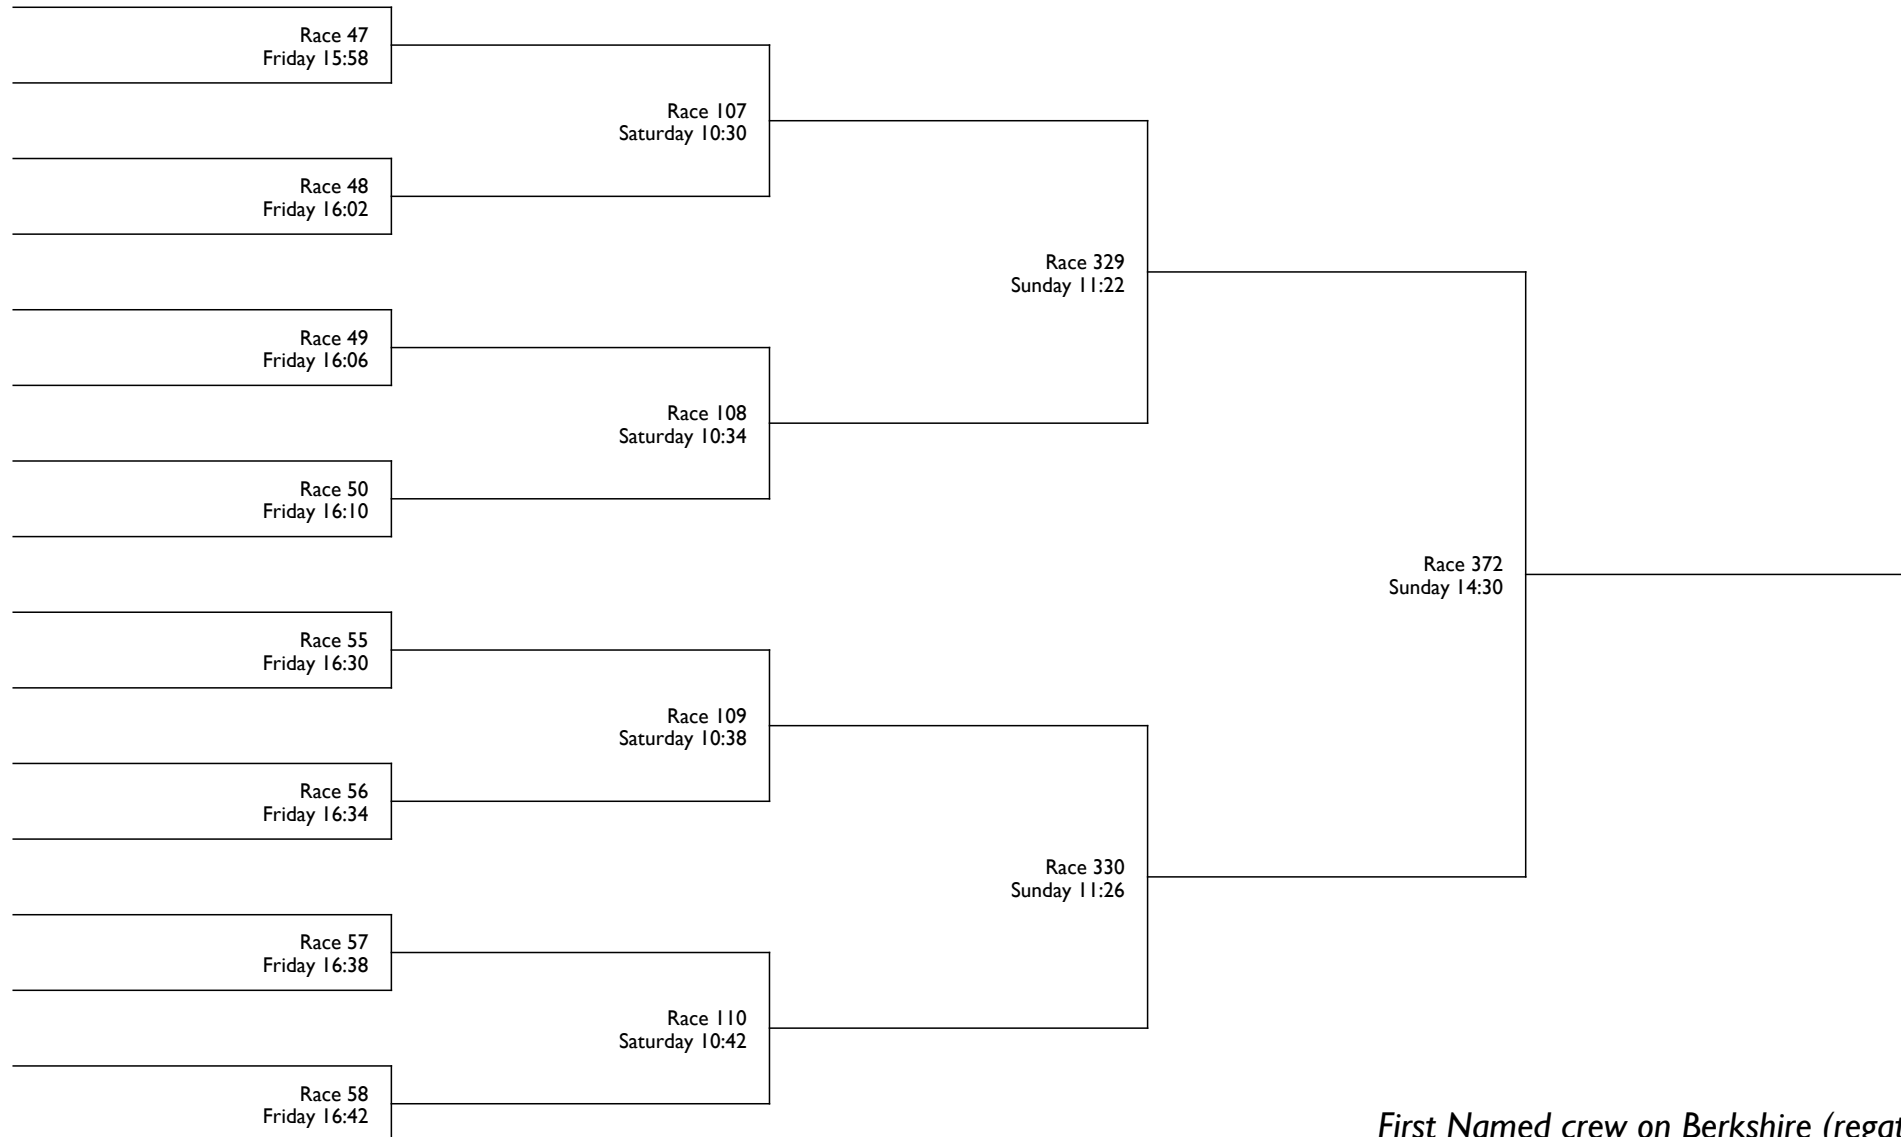 Race 47
Friday 15:58
Race 107
Saturday 10:30
Race 48
Friday 16:02
Race 329
Sunday 11:22
Race 49
Friday 16:06
Race 108
Saturday 10:34
Race 50
Friday 16:10
Race 372
Sunday 14:30
Race 55
Friday 16:30
Race 109
Saturday 10:38
Race 56
Friday 16:34
Race 330
Sunday 11:26
Race 57
Friday 16:38
Race 110
Saturday 10:42
Race 58
Friday 16:42
First Named crew on Berkshire (regat